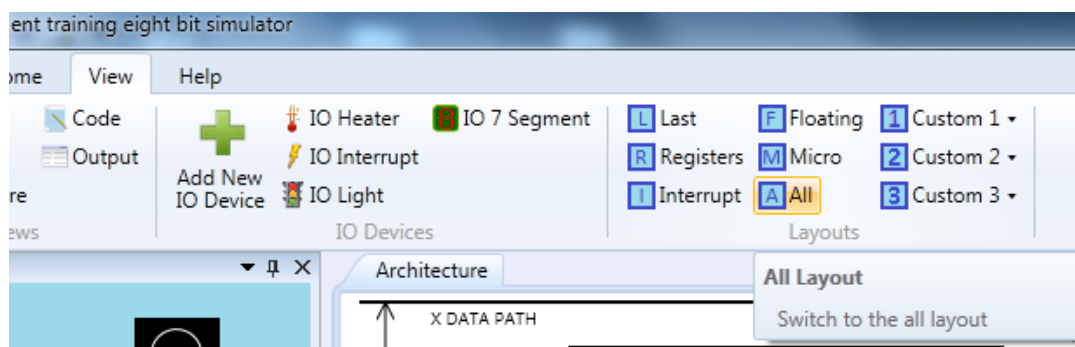 ent training eight bit simulator
ome View Help
Code
Output
re
ews
Add New
IO Device
IO Heater
IO Interrupt
IO Light
IO 7 Segment
IO Devices
L Last
R Registers
I Interrupt
F Floating
M Micro
A All
1 Custom 1
2 Custom 2
3 Custom 3
Layouts
Architecture
X DATA PATH
All Layout
Switch to the all layout